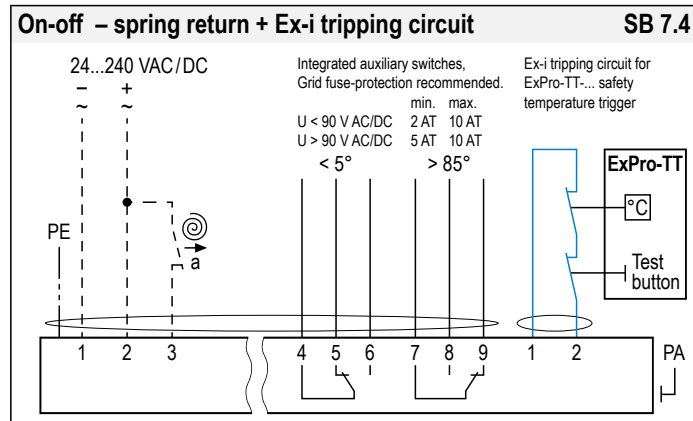 On-off – spring return + Ex-i tripping circuit SB 7.4
24...240 VAC/DC
– +
~ ~
Integrated auxiliary switches,
Grid fuse-protection recommended.
min. max.
U < 90 V AC/DC 2 AT 10 AT
U > 90 V AC/DC 5 AT 10 AT
< 5° > 85°
Ex-i tripping circuit for
ExPro-TT-... safety
temperature trigger
ExPro-TT
°C
Test
button
PE
a
1 2 3 4 5 6 7 8 9 1 2 PA